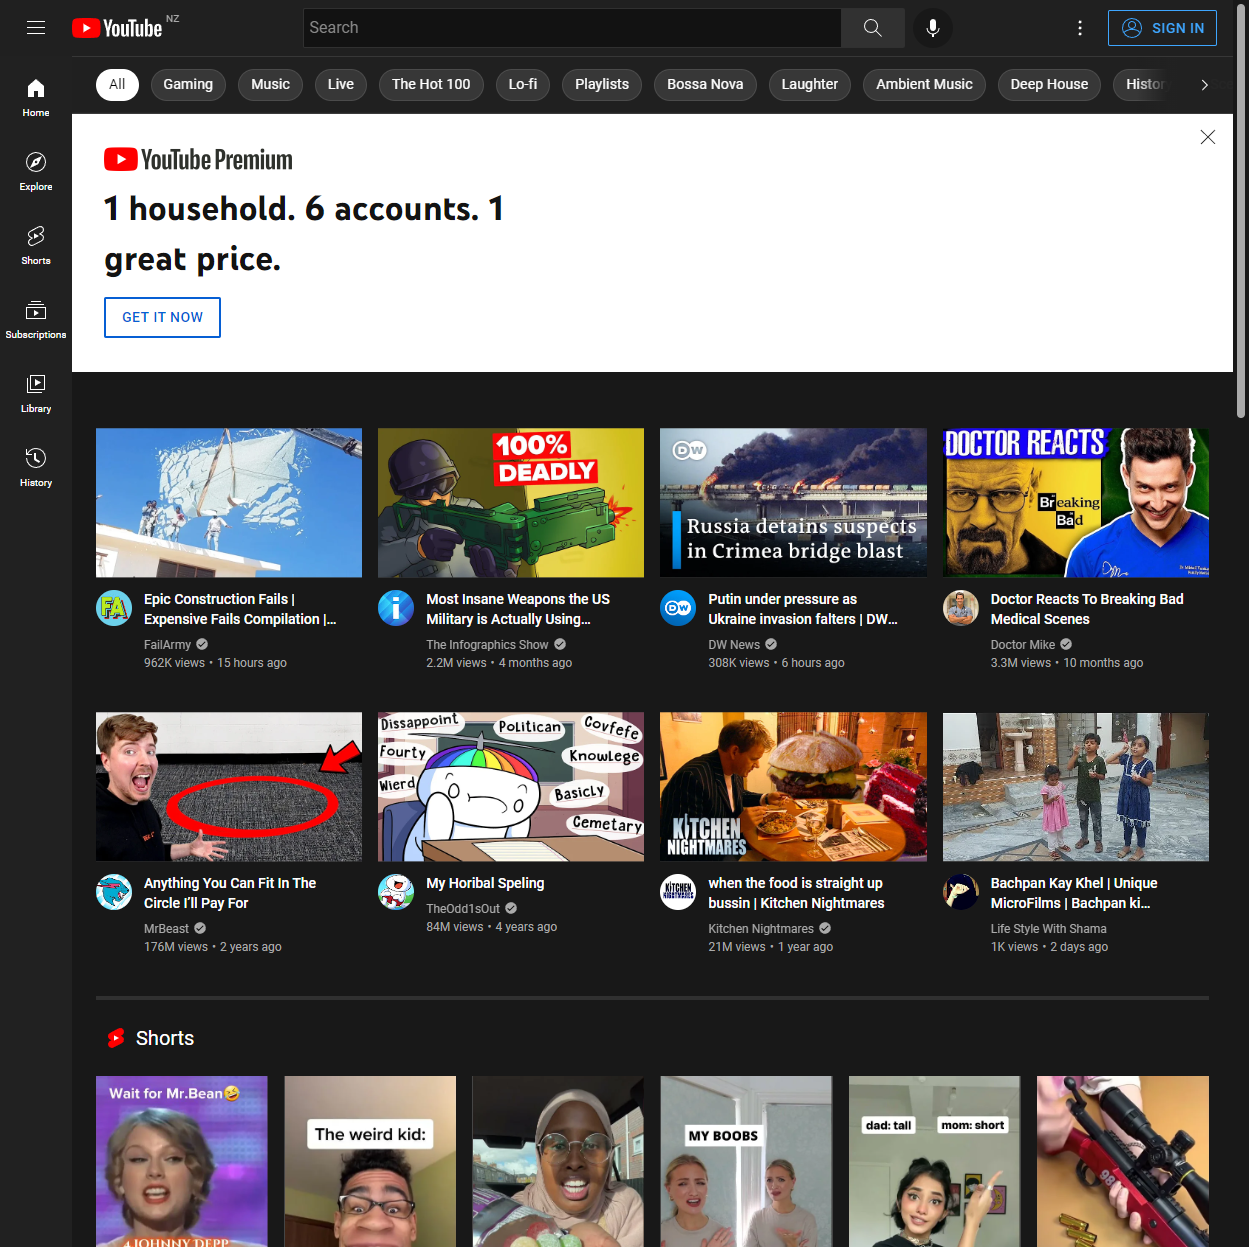 YouTube NZ
Search
SIGN IN
All
Gaming
Music
Live
The Hot 100
Lo-fi
Playlists
Bossa Nova
Laughter
Ambient Music
Deep House
Histor
Home
Explore
Shorts
Subscriptions
Library
History
YouTube Premium
1 household. 6 accounts. 1
great price.
GET IT NOW
100%
DEADLY
DW
Russia detains suspects
in Crimea bridge blast
DOCTOR REACTS
Breaking
Bad
FA
Epic Construction Fails |
Expensive Fails Compilation |...
FailArmy
962K views • 15 hours ago
i
Most Insane Weapons the US
Military is Actually Using...
The Infographics Show
2.2M views • 4 months ago
DW
Putin under pressure as
Ukraine invasion falters | DW...
DW News
308K views • 6 hours ago
Doctor Reacts To Breaking Bad
Medical Scenes
Doctor Mike
3.3M views • 10 months ago
Dissappoint
Politican
Covfefe
Fourty
Knowlege
Wierd
Basicly
Cemetary
KITCHEN
NIGHTMARES
Anything You Can Fit In The
Circle I'll Pay For
MrBeast
176M views • 2 years ago
My Horibal Speling
TheOdd1sOut
84M views • 4 years ago
KITCHEN
NIGHTMARES
when the food is straight up
bussin | Kitchen Nightmares
Kitchen Nightmares
21M views • 1 year ago
Bachpan Kay Khel | Unique
MicroFilms | Bachpan ki...
Life Style With Shama
1K views • 2 days ago
Shorts
Wait for Mr.Bean🤣
JOHNNY DEPP
The weird kid:
MY BOOBS
dad: tall
mom: short